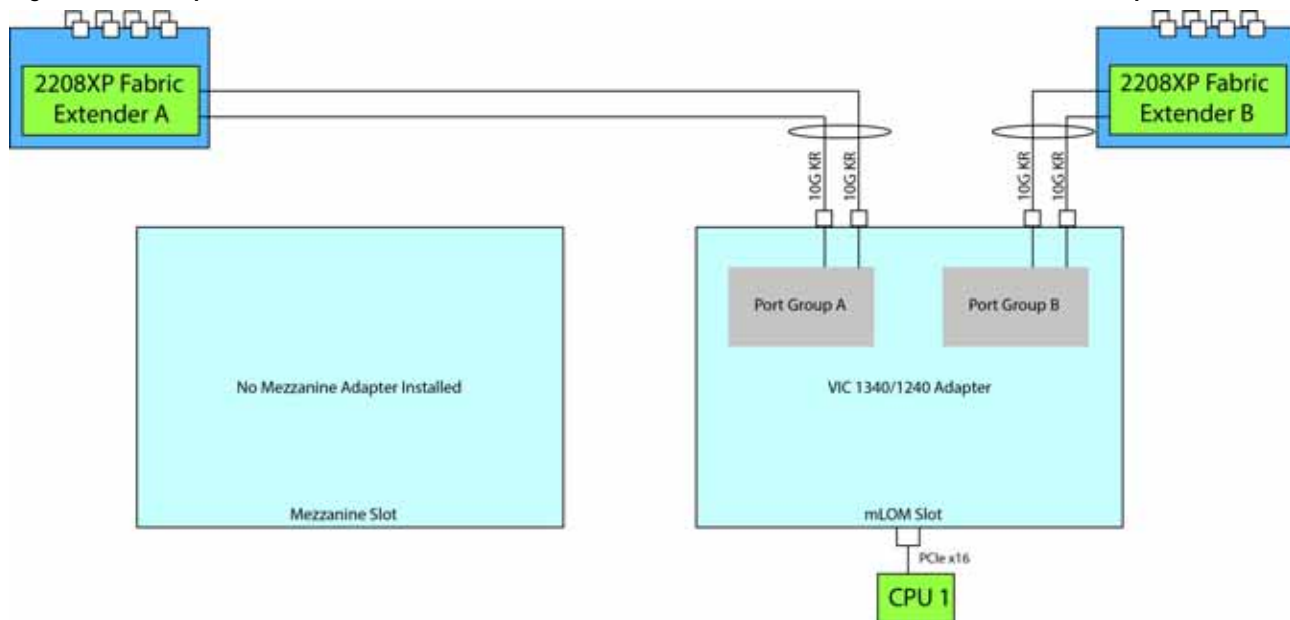 2208XP Fabric
Extender A
2208XP Fabric
Extender B
10G KR
10G KR
10G KR
10G KR
Port Group A
Port Group B
No Mezzanine Adapter Installed
VIC 1340/1240 Adapter
Mezzanine Slot
mLOM Slot
PCIe x16
CPU 1